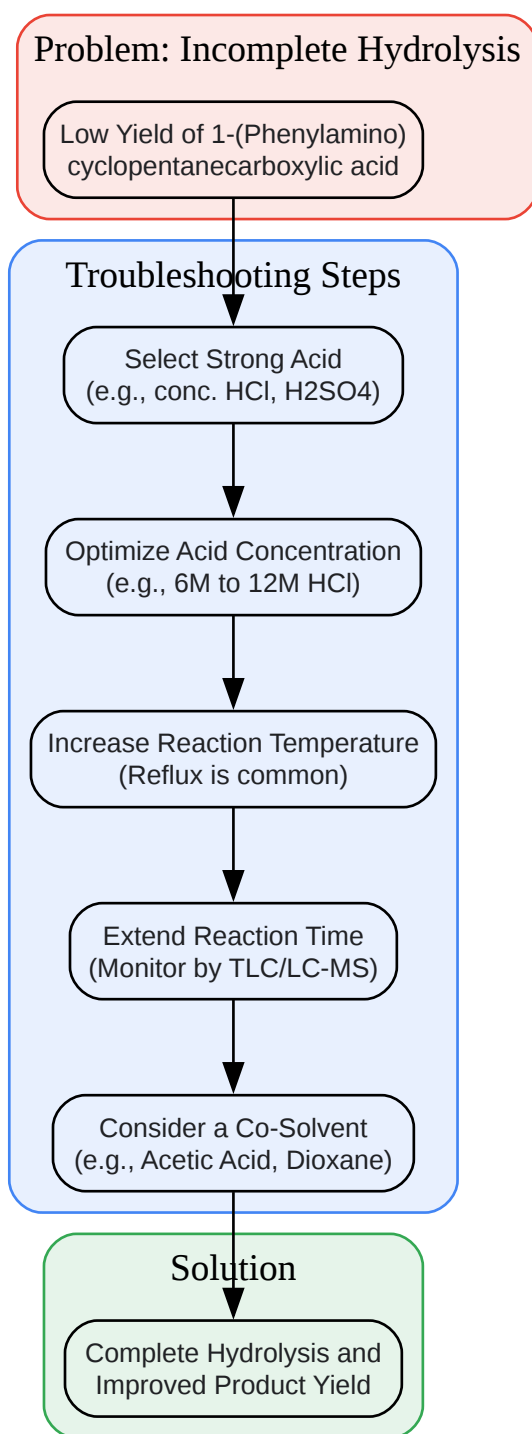 Problem: Incomplete Hydrolysis
Low Yield of 1-(Phenylamino)
cyclopentanecarboxylic acid
Troubleshooting Steps
Select Strong Acid
(e.g., conc. HCl, H2SO4)
Optimize Acid Concentration
(e.g., 6M to 12M HCl)
Increase Reaction Temperature
(Reflux is common)
Extend Reaction Time
(Monitor by TLC/LC-MS)
Consider a Co-Solvent
(e.g., Acetic Acid, Dioxane)
Solution
Complete Hydrolysis and
Improved Product Yield